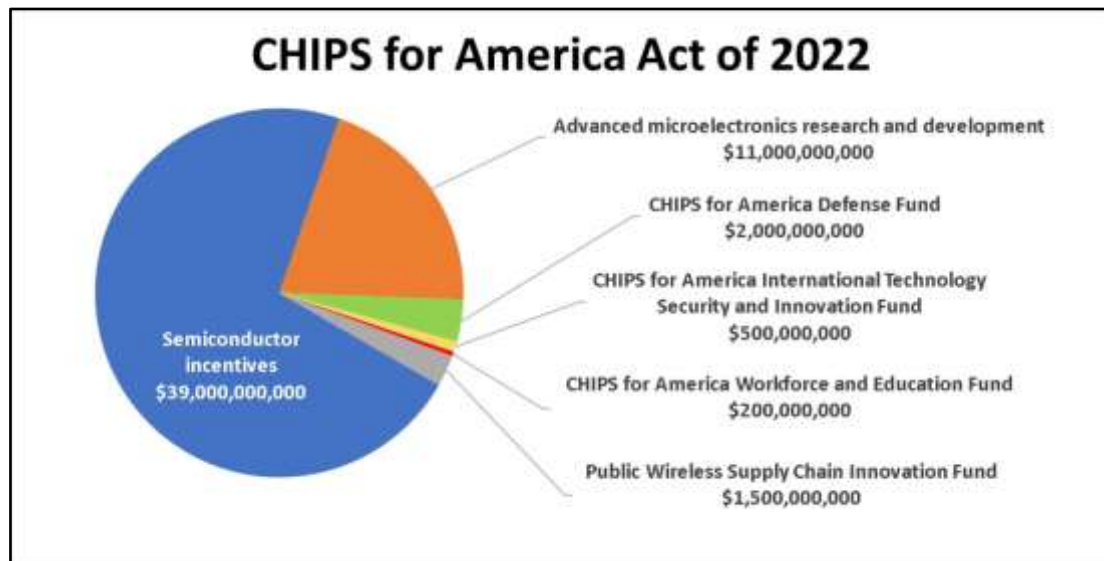 CHIPS for America Act of 2022
Advanced microelectronics research and development
$11,000,000,000
CHIPS for America Defense Fund
$2,000,000,000
CHIPS for America International Technology
Security and Innovation Fund
$500,000,000
CHIPS for America Workforce and Education Fund
$200,000,000
Public Wireless Supply Chain Innovation Fund
$1,500,000,000
Semiconductor
incentives
$39,000,000,000